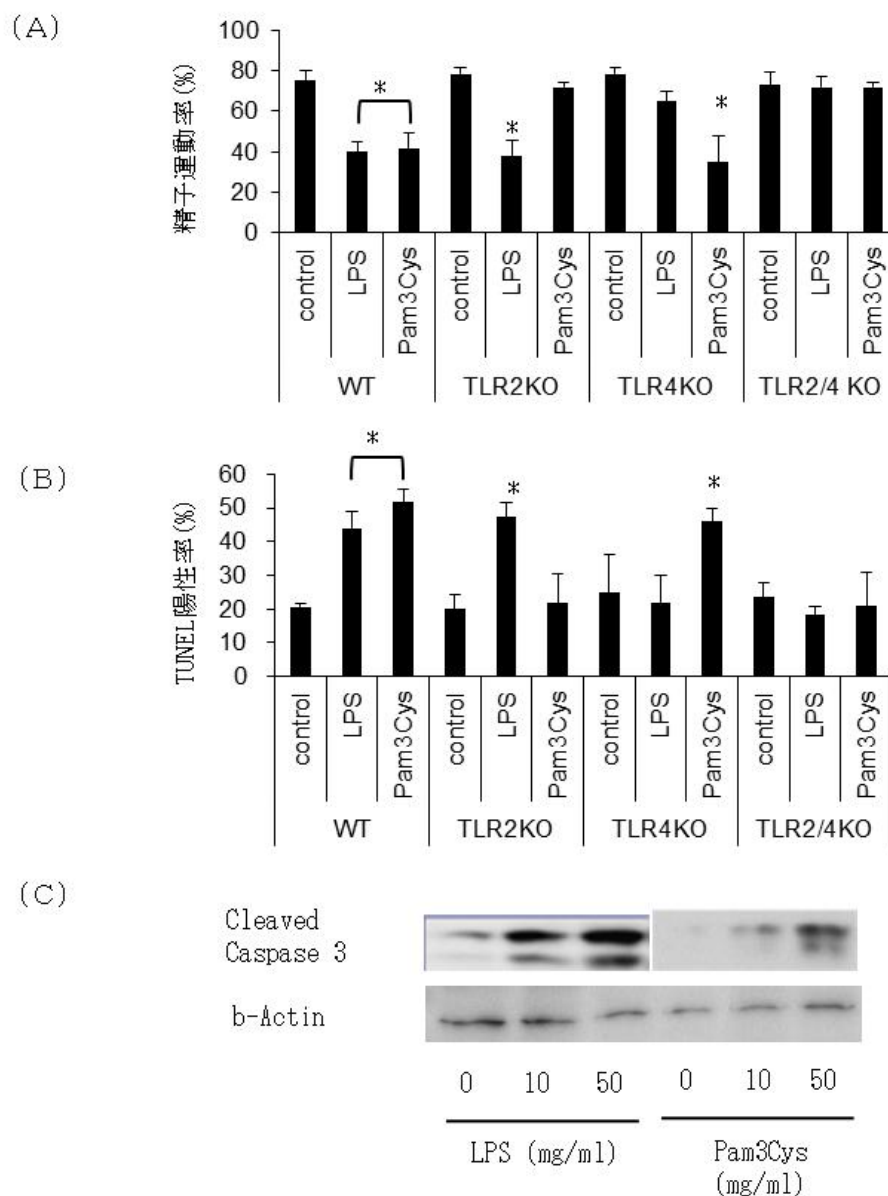 (A)
精子運動率(%)
100
80
60
40
20
0
*
*
*
control
LPS
Pam3Cys
control
LPS
Pam3Cys
control
LPS
Pam3Cys
control
LPS
Pam3Cys
WT TLR2KO TLR4KO TLR2/4 KO
(B)
TUNEL陽性率(%)
60
50
40
30
20
10
0
*
*
*
control
LPS
Pam3Cys
control
LPS
Pam3Cys
control
LPS
Pam3Cys
control
LPS
Pam3Cys
WT TLR2KO TLR4KO TLR2/4KO
(C)
Cleaved
Caspase 3
b-Actin
0 10 50 0 10 50
LPS (mg/ml) Pam3Cys
(mg/ml)